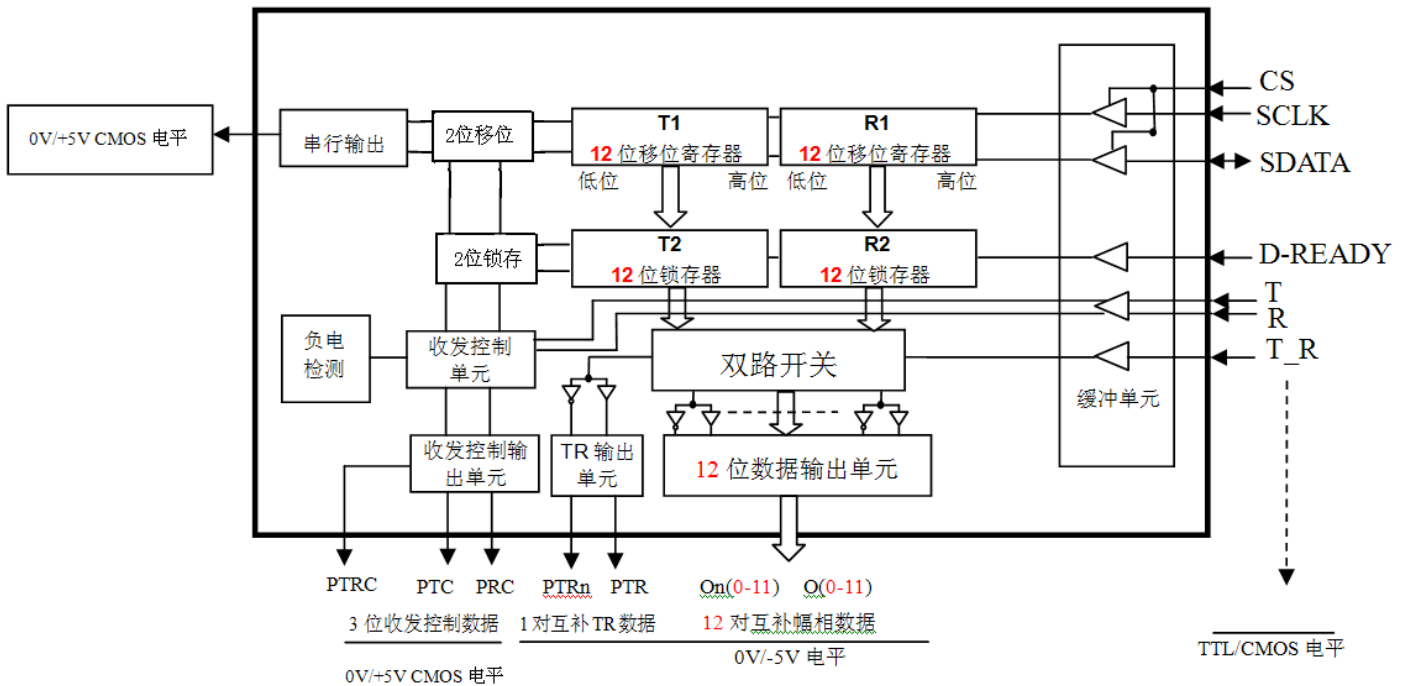 CS
SCLK
SDATA
D-READY
T
R
T_R
0V/+5V CMOS 电平
串行输出
2位移位
T1
12 位移位寄存器
低位 高位
R1
12 位移位寄存器
低位 高位
2位锁存
T2
12 位锁存器
R2
12 位锁存器
负电
检测
收发控制
单元
双路开关
缓冲单元
收发控制输
出单元
TR 输出
单元
12 位数据输出单元
PTRC PTC PRC PTRn PTR On(0-11) O(0-11)
3 位收发控制数据
1 对互补 TR 数据
12 对互补幅相数据
0V/+5V CMOS 电平
0V/-5V 电平
TTL/CMOS 电平